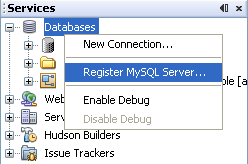 Services
Databases
New Connection...
Register MySQL Server...
Enable Debug
Disable Debug
Hudson Builders
Issue Trackers